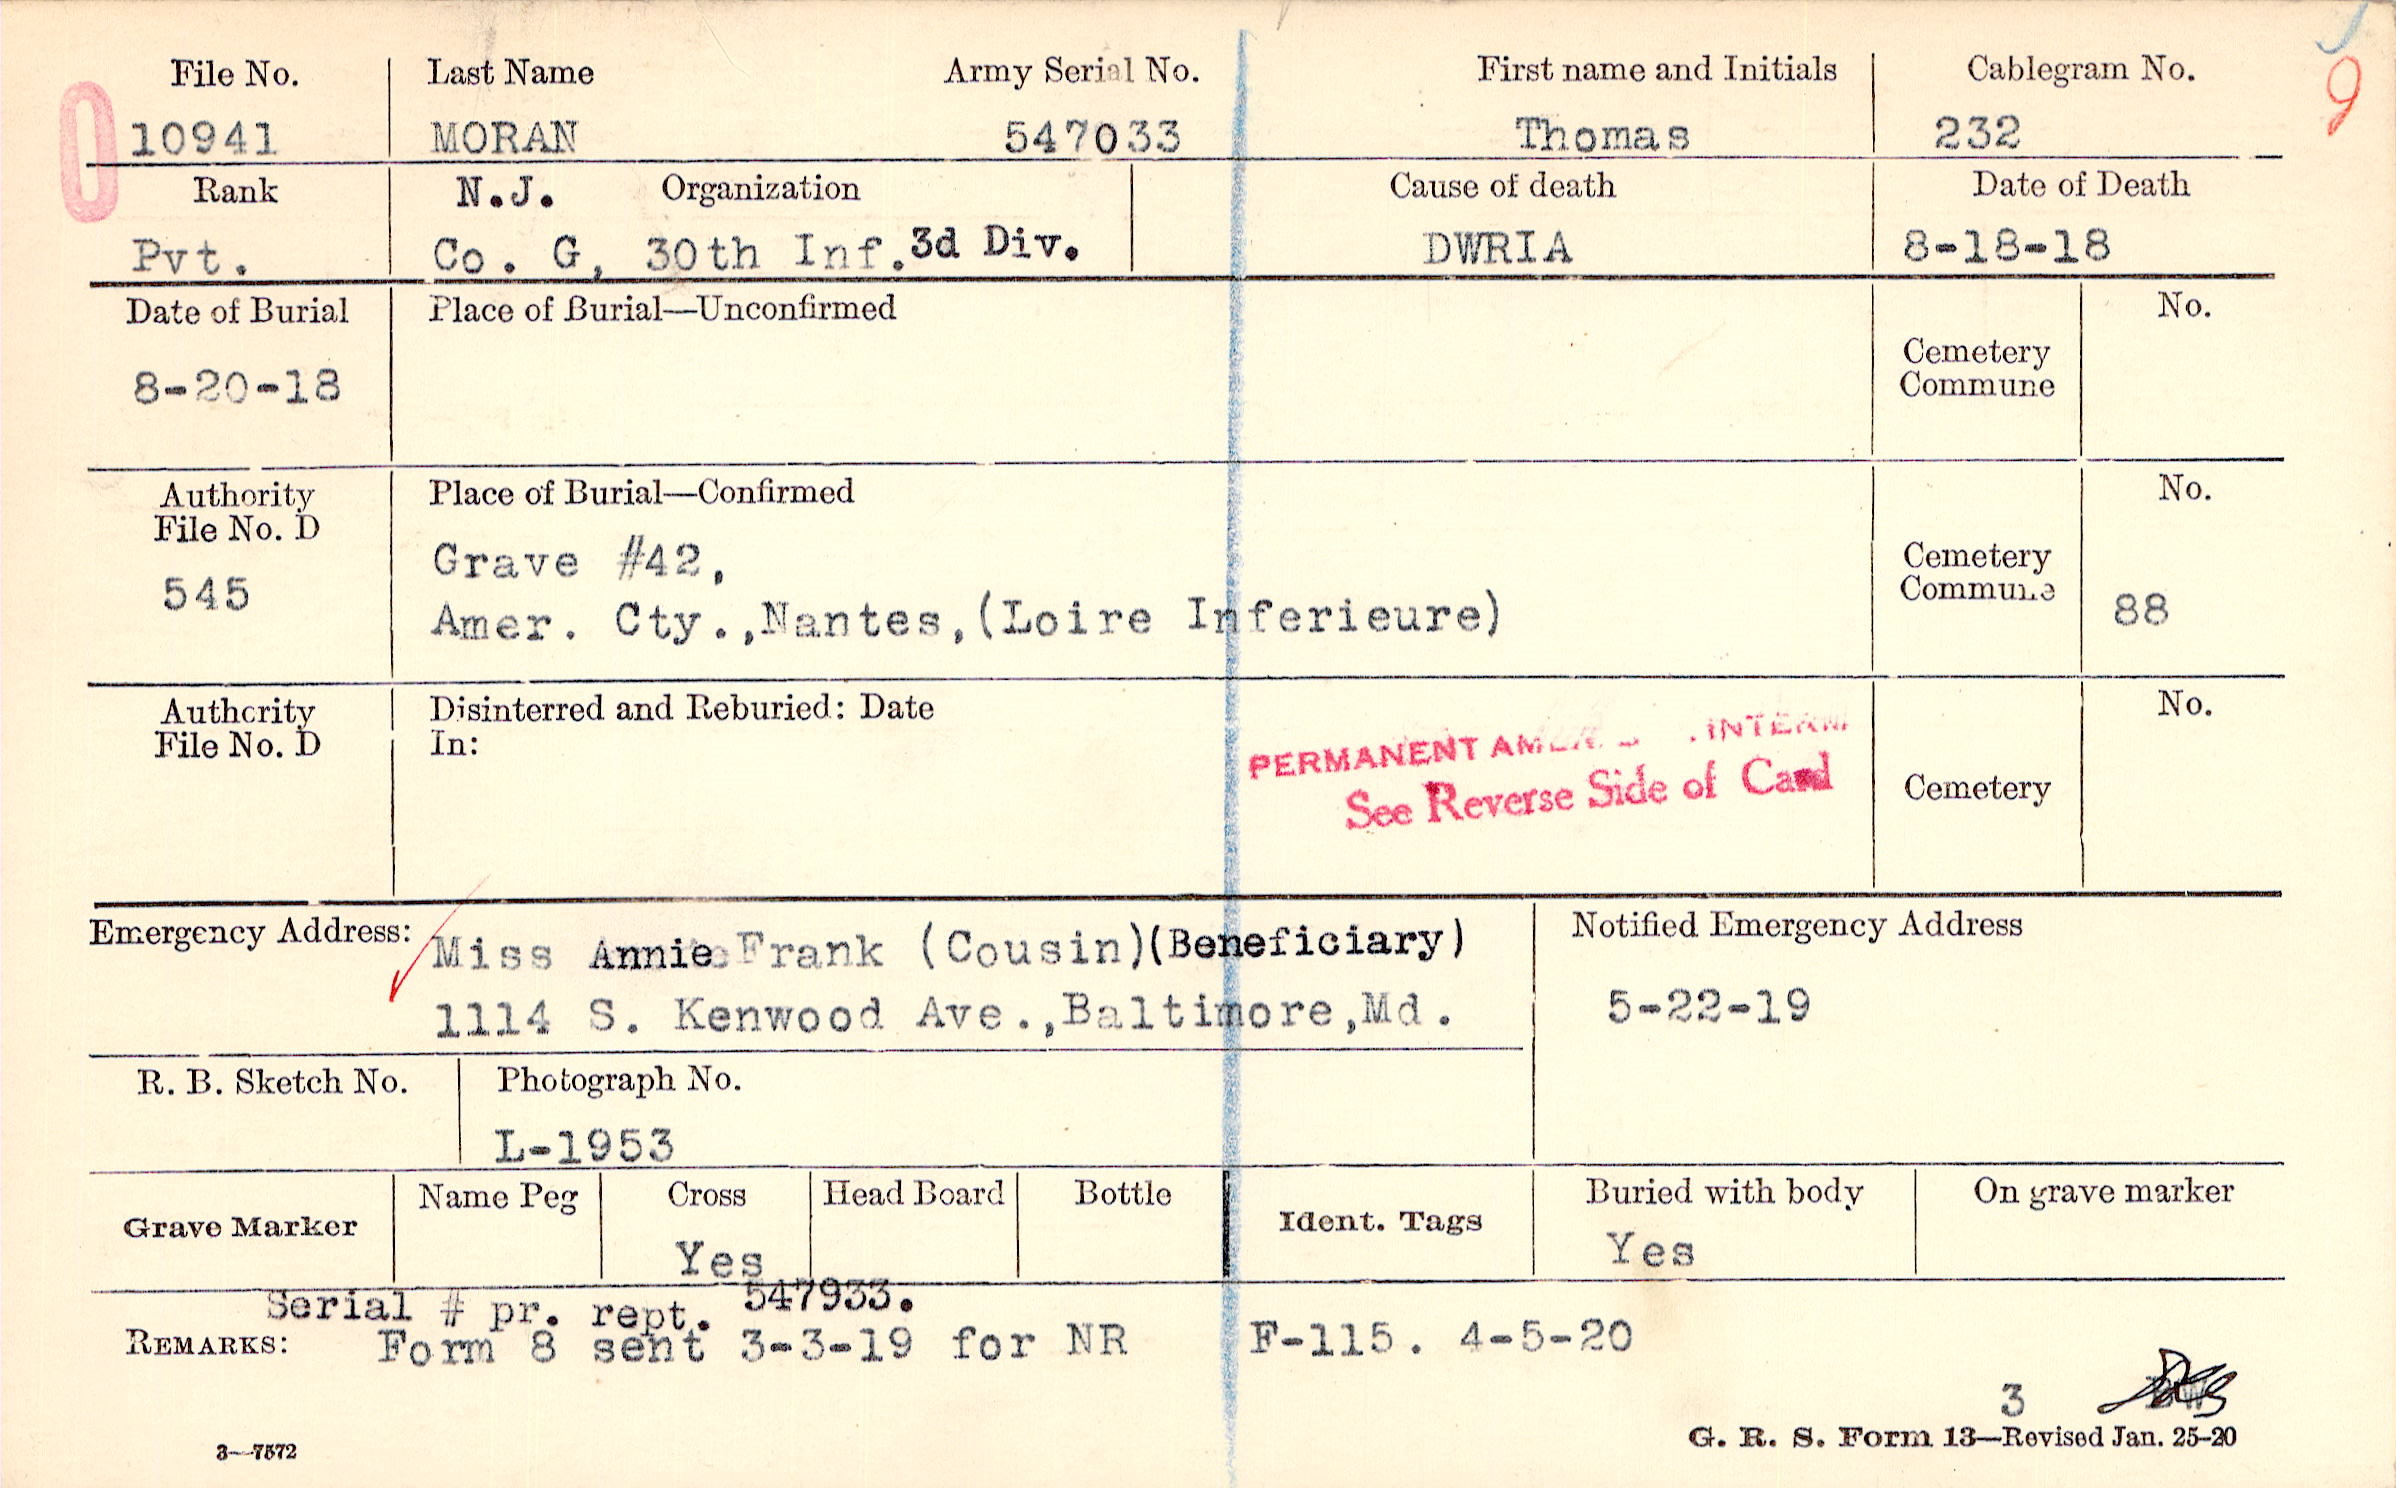 File No. Last Name Army Serial No. First name and Initials Cablegram No. 9
10941 MORAN 547033 Thomas 232
Rank N.J. Organization Cause of death Date of Death
Pvt. Co. G, 30th Inf. 3d Div. DWRIA 8-18-18
Date of Burial Place of Burial—Unconfirmed No.
Cemetery
Commune
8-20-18
Authority Place of Burial—Confirmed No.
File No. D
Grave #42, Cemetery
545 Commune 88
Amer. Cty.,Nantes,(Loire Inferieure)
Authority Disinterred and Reburied: Date No.
File No. D In:
PERMANENT
See Reverse Side of Card
Cemetery
Emergency Address: Miss Annie Frank (Cousin)(Beneficiary) Notified Emergency Address
1114 S. Kenwood Ave.,Baltimore,Md. 5-22-19
R. B. Sketch No. Photograph No.
L-1953
Grave Marker Name Peg Cross Head Board Bottle Ident. Tags Buried with body On grave marker
Yes Yes
Serial # pr. rept. 547933.
REMARKS: Form 8 sent 3-3-19 for NR F-115. 4-5-20
3
3—7572 G. R. S. Form 13—Revised Jan. 25-20